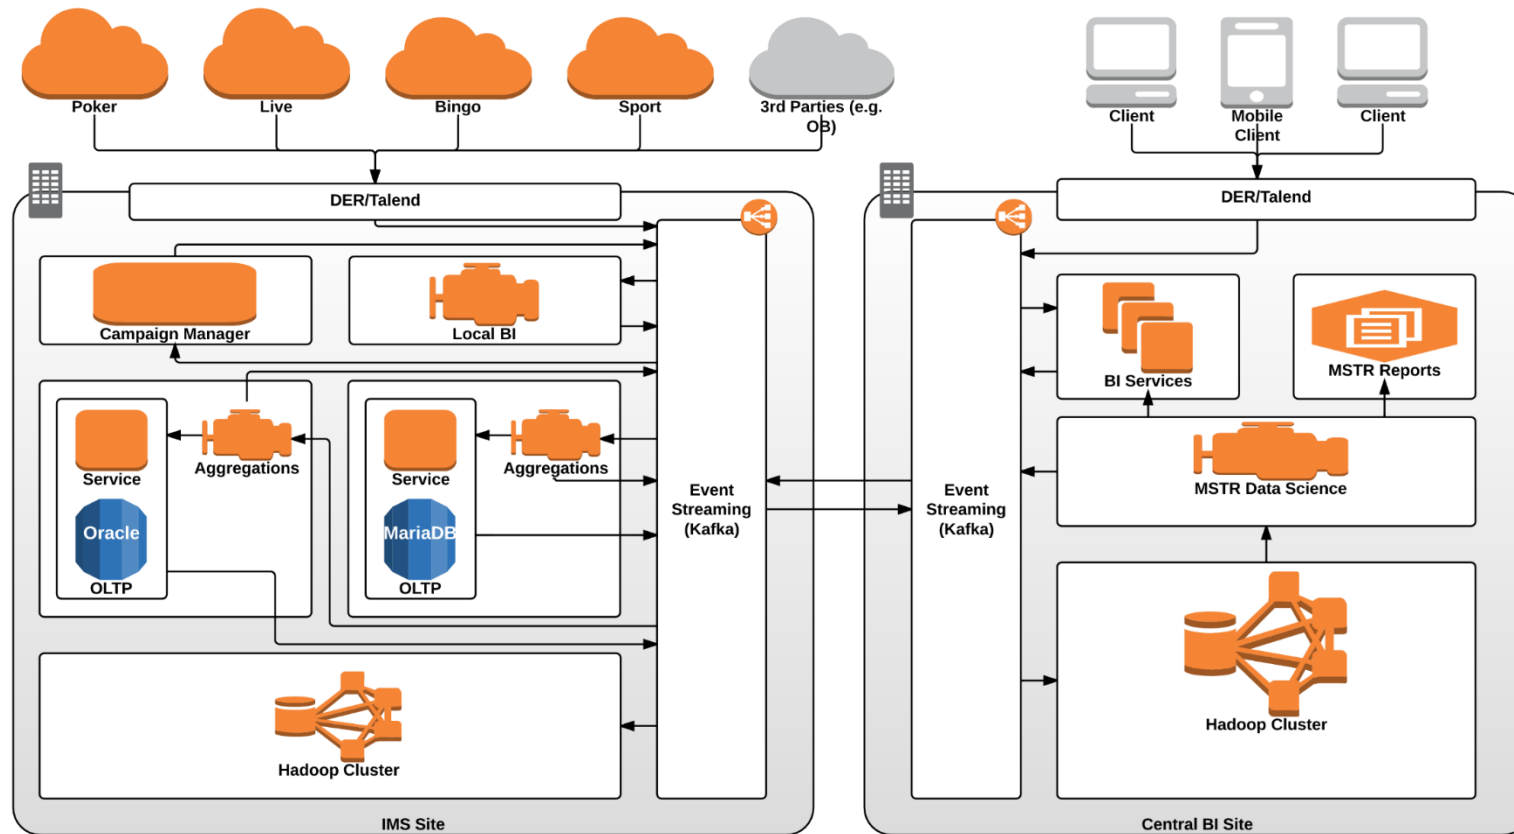 Poker
Live
Bingo
Sport
3rd Parties (e.g.
OB)
Client
Mobile
Client
Client
DER/Talend
DER/Talend
Campaign Manager
Local BI
BI Services
MSTR Reports
Service
Aggregations
Service
Aggregations
Oracle
OLTP
MariaDB
OLTP
Event
Streaming
(Kafka)
Event
Streaming
(Kafka)
MSTR Data Science
Hadoop Cluster
Hadoop Cluster
IMS Site
Central BI Site